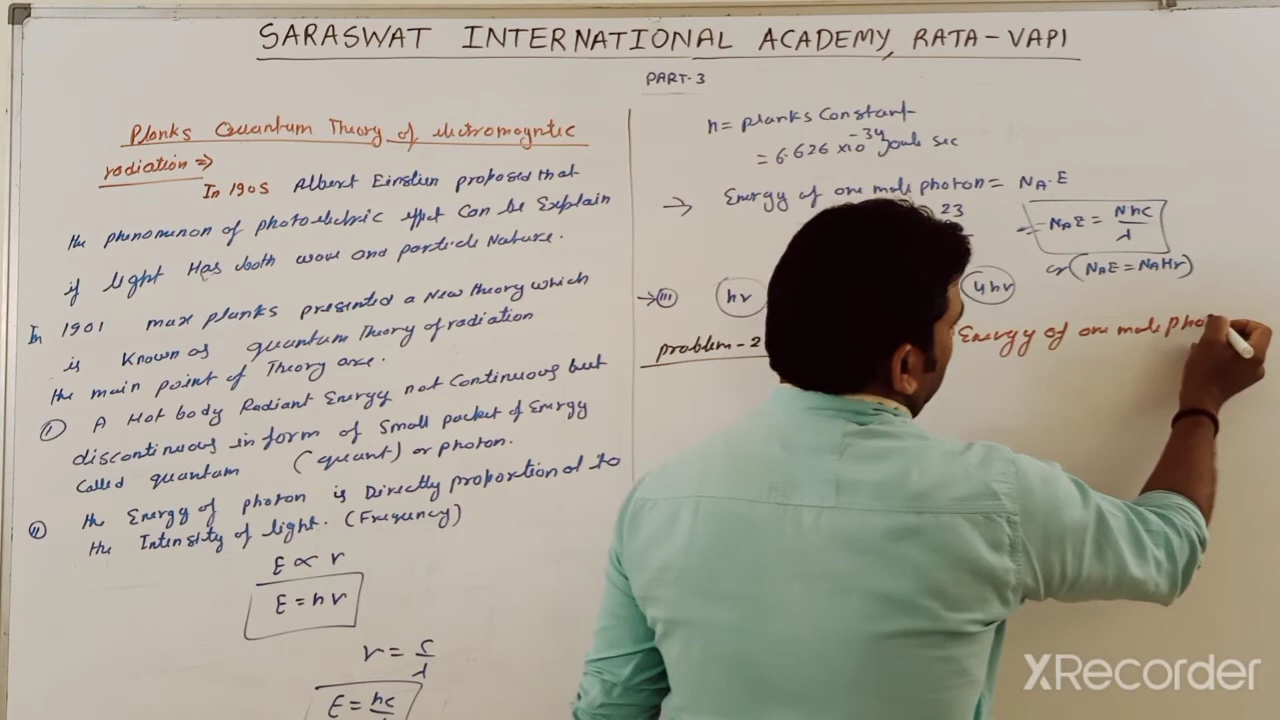 SARASWAT INTERNATIONAL ACADEMY, RATA-VAPI
PART-3
Planks Quantum Theory of electromagntic
radiation ⇒
In 1905 Albert Einstien proposed that
the phenomenon of photoelectric effect can be Explain
if light Has both wave and particle Nature.
In 1901 max planks presented a New theory which
is known as quantum Theory of radiation
the main point of Theory are.
(I) A Hot body Radiant Energy not continuous but
discontinuous in form of small packet of Energy
called quantum (quant) or photon.
(II) the Energy of photon is Directly proportional to
the Intensity of light. (Frequency)
E ∝ ν
E = hν
ν = c/λ
E = hc
h = planks Constant
= 6.626 × 10⁻³⁴ Joule sec
→ Energy of one mole photon = NA.E
23
= NAE = Nhc/λ
or (NAE = NAHν)
→ (III) hν 4hν
problem-2 Energy of one mole pho
XRecorder